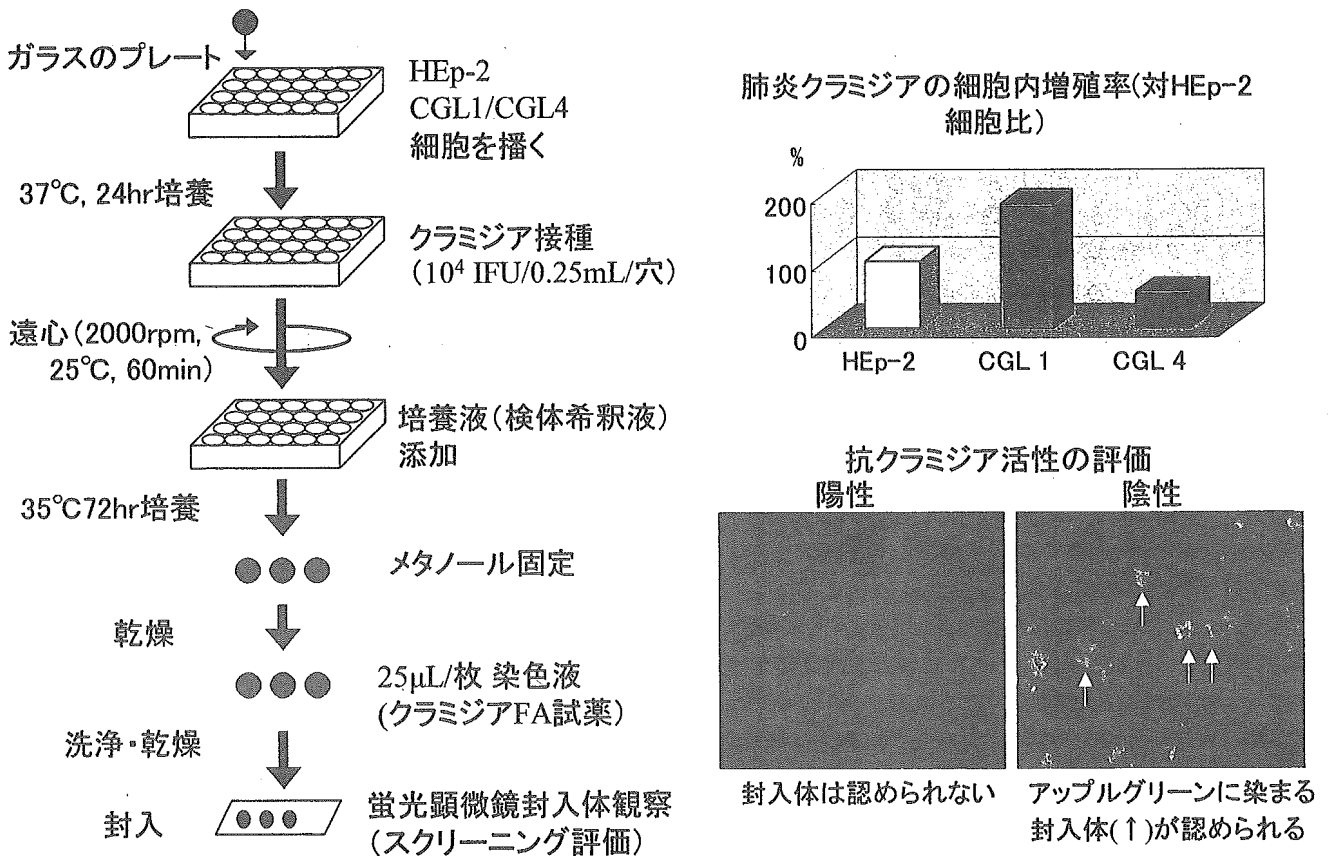 ガラスのプレート
HEp-2
CGL1/CGL4
細胞を播く
37℃, 24hr培養
クラミジア接種
(10⁴ IFU/0.25mL/穴)
遠心(2000rpm,
25℃, 60min)
培養液(検体希釈液)
添加
35℃72hr培養
メタノール固定
乾燥
25μL/枚 染色液
(クラミジアFA試薬)
洗浄・乾燥
封入
蛍光顕微鏡封入体観察
(スクリーニング評価)
肺炎クラミジアの細胞内増殖率(対HEp-2
細胞比)
%
200
100
0
HEp-2 CGL 1 CGL 4
抗クラミジア活性の評価
陽性 陰性
封入体は認められない
アップルグリーンに染まる
封入体(↑)が認められる